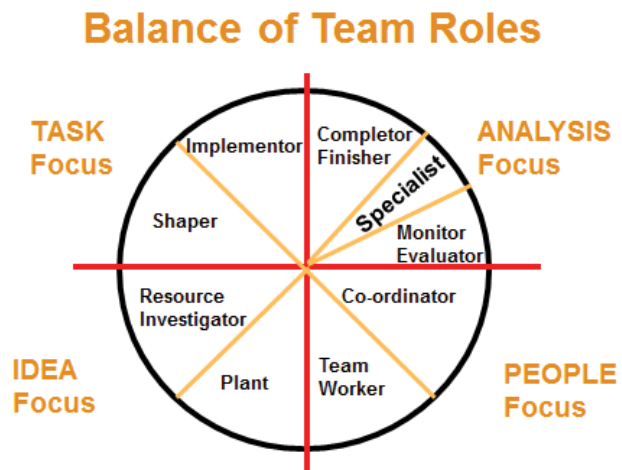 Balance of Team Roles
TASK
Focus
ANALYSIS
Focus
Implementor
Completor
Finisher
Specialist
Shaper
Monitor
Evaluator
Resource
Investigator
Co-ordinator
Plant
Team
Worker
IDEA
Focus
PEOPLE
Focus